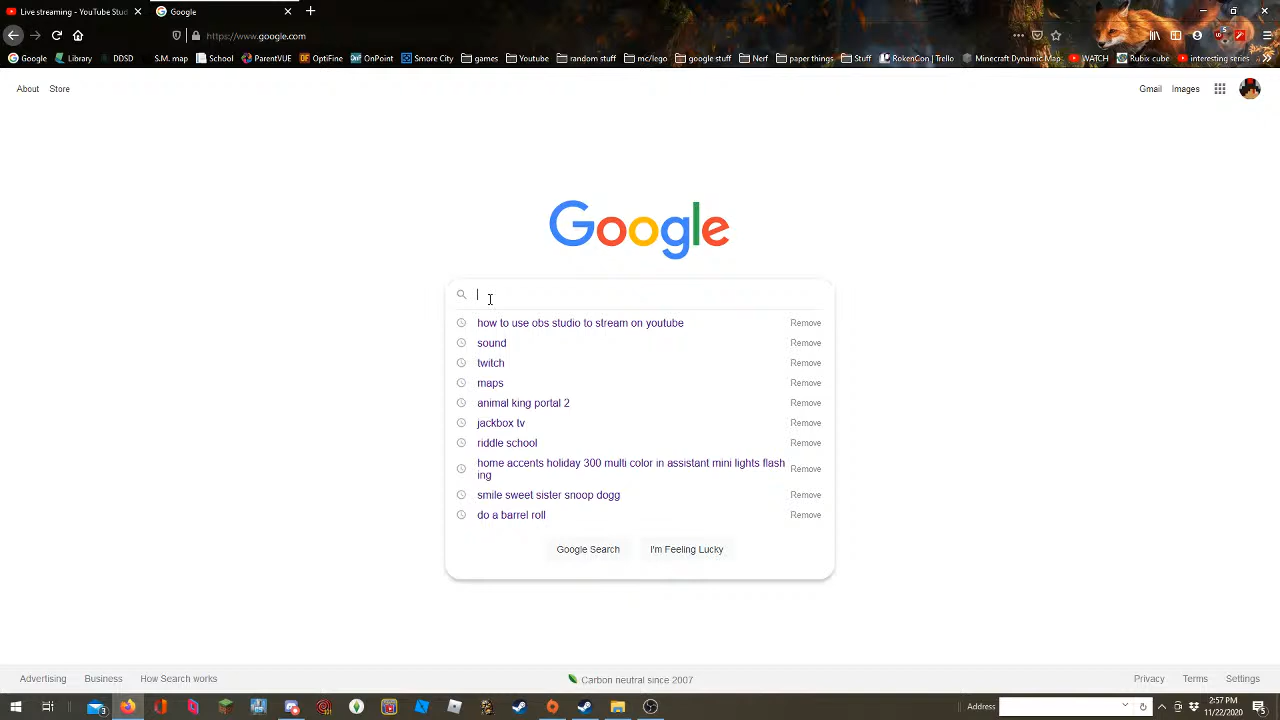 Live streaming - YouTube Stud
Google
https://www.google.com
Google
Library
DDSD
S.M. map
School
ParentVUE
OptiFine
OnPoint
Smore City
games
Youtube
random stuff
mc/lego
google stuff
Nerf
paper things
Stuff
RokenCon | Trello
Minecraft Dynamic Map
WATCH
Rubix cube
interesting series
About
Store
Gmail
Images
Google
how to use obs studio to stream on youtube Remove
sound Remove
twitch Remove
maps Remove
animal king portal 2 Remove
jackbox tv Remove
riddle school Remove
home accents holiday 300 multi color in assistant mini lights flash
ing
Remove
smile sweet sister snoop dogg Remove
do a barrel roll Remove
Google Search
I'm Feeling Lucky
Advertising
Business
How Search works
Carbon neutral since 2007
Privacy
Terms
Settings
Address
2:57 PM
11/22/2020